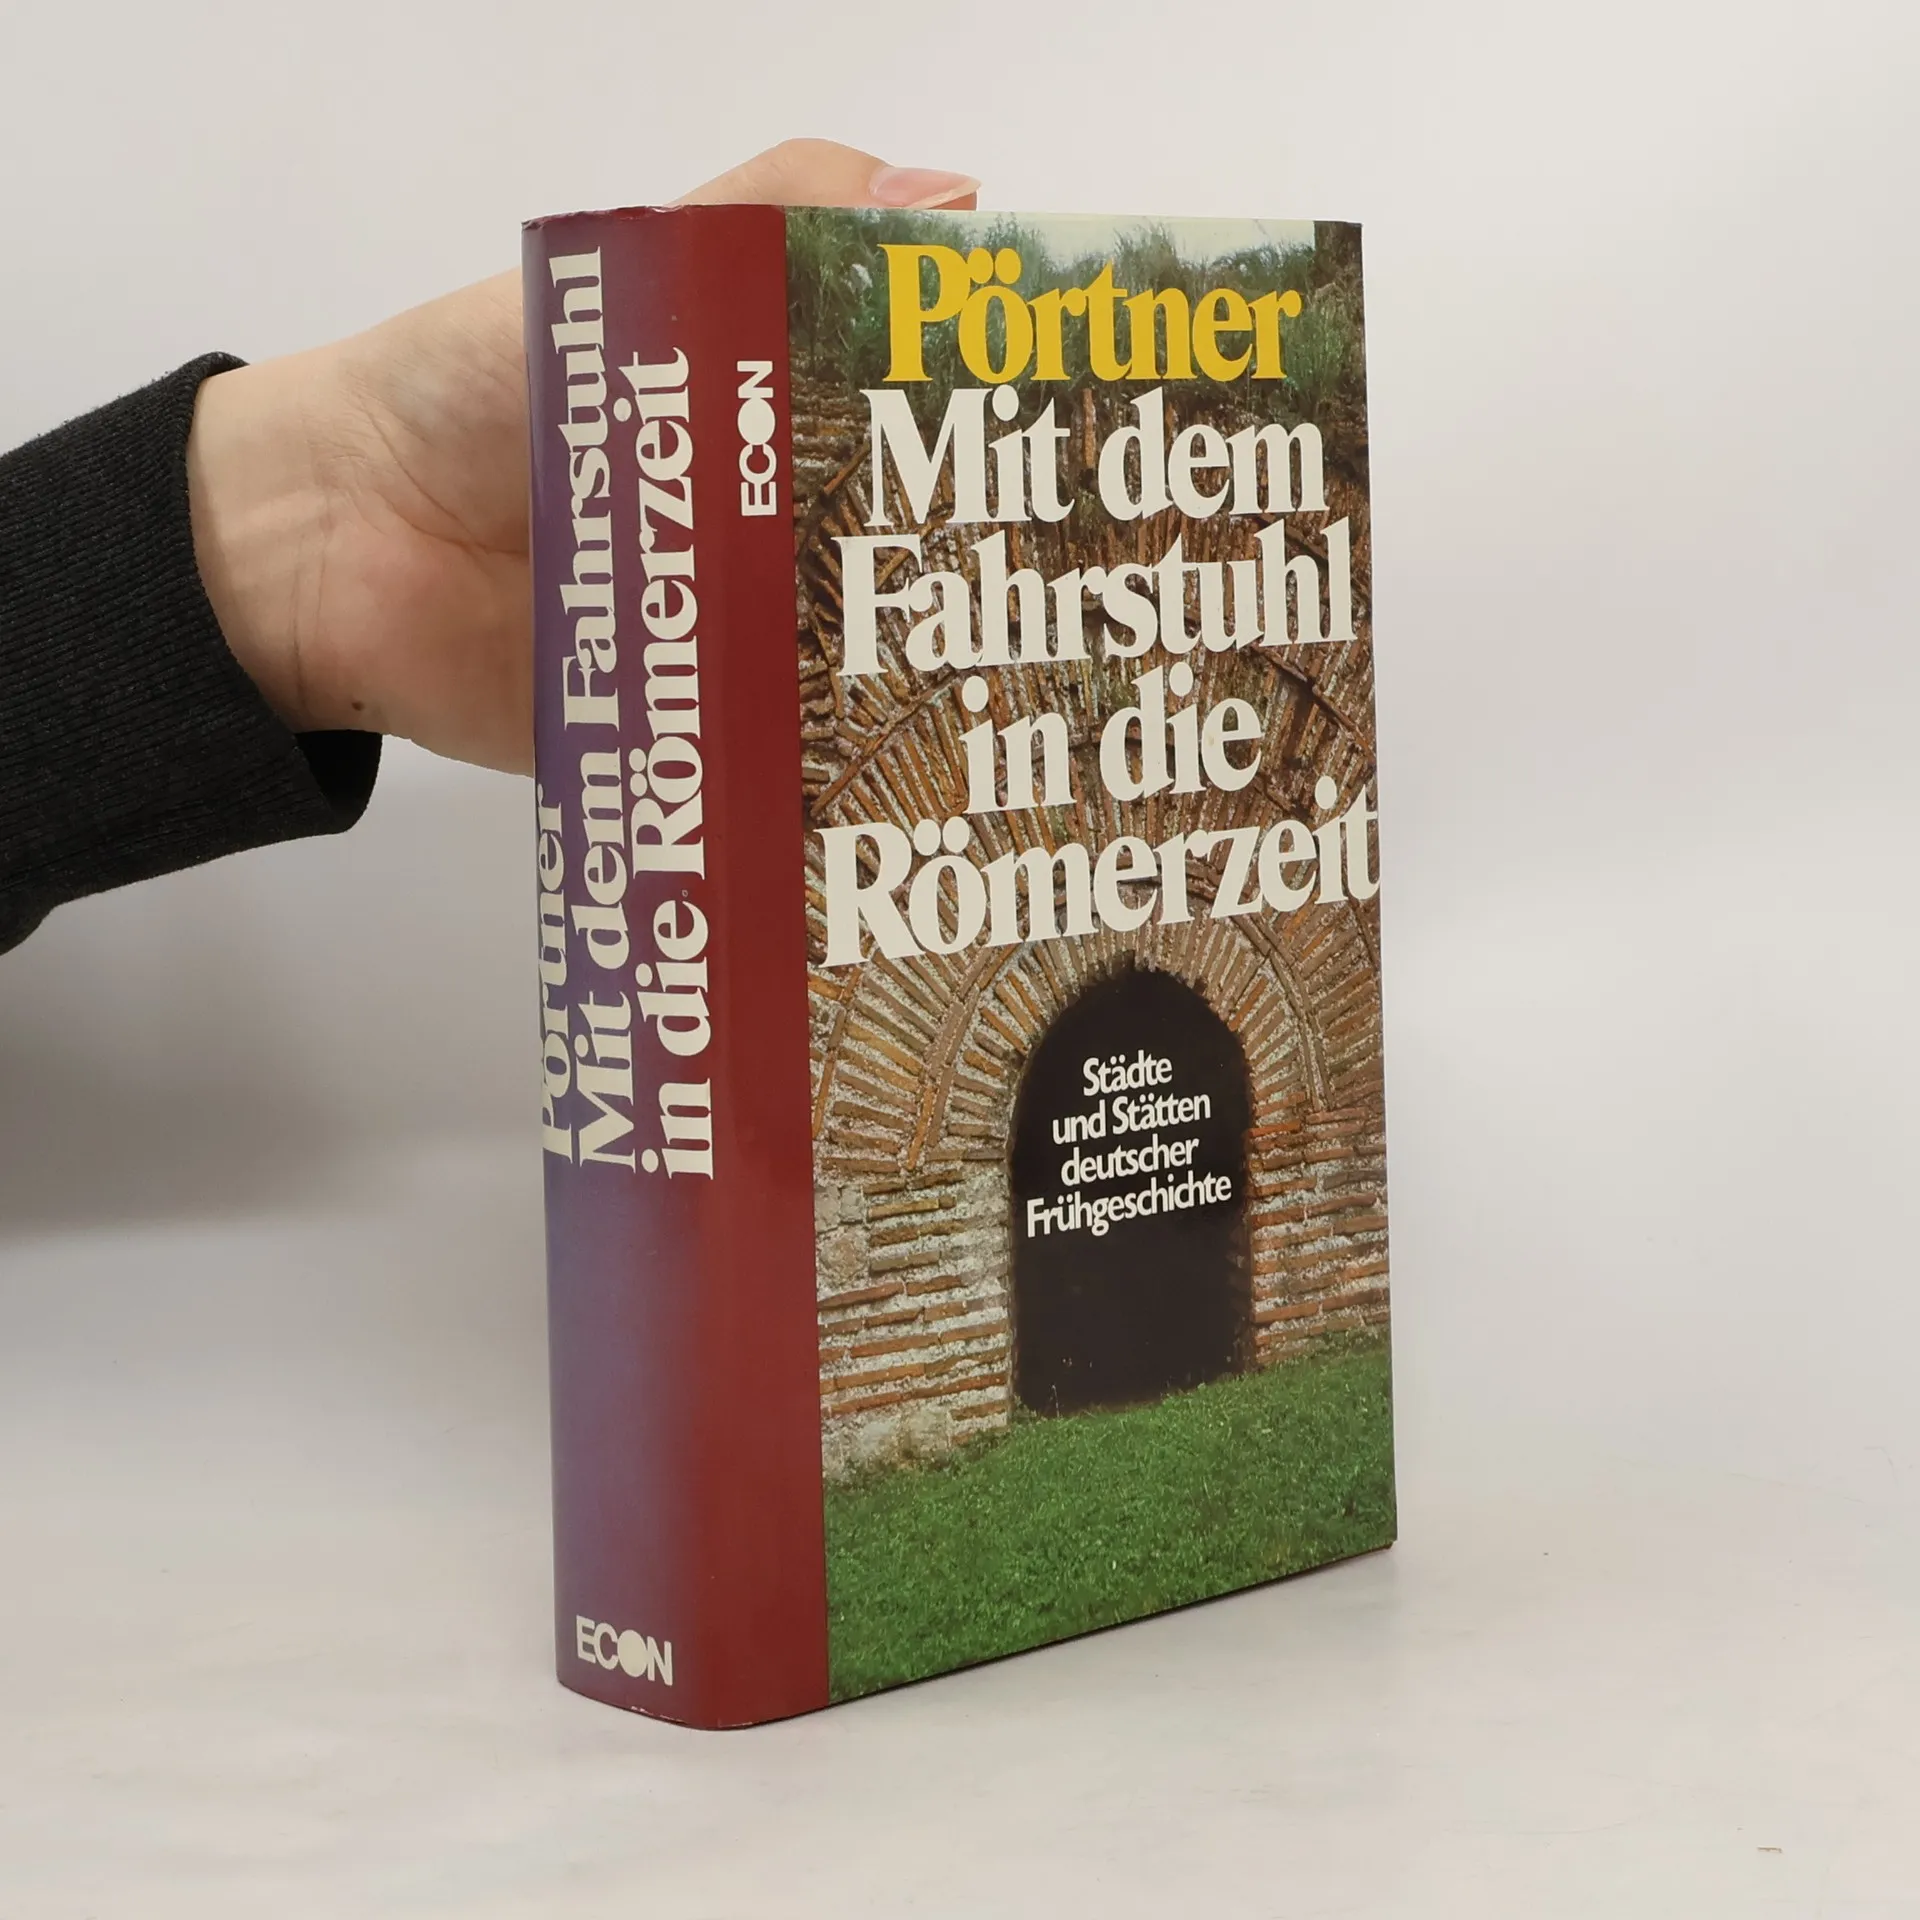 Pörtner
Mit dem Fahrstuhl
in die Römerzeit
ECON
ECON
Pörtner
Mit dem
Fahrstuhl
in die
Römerzeit
Städte
und Stätten
deutscher
Frühgeschichte